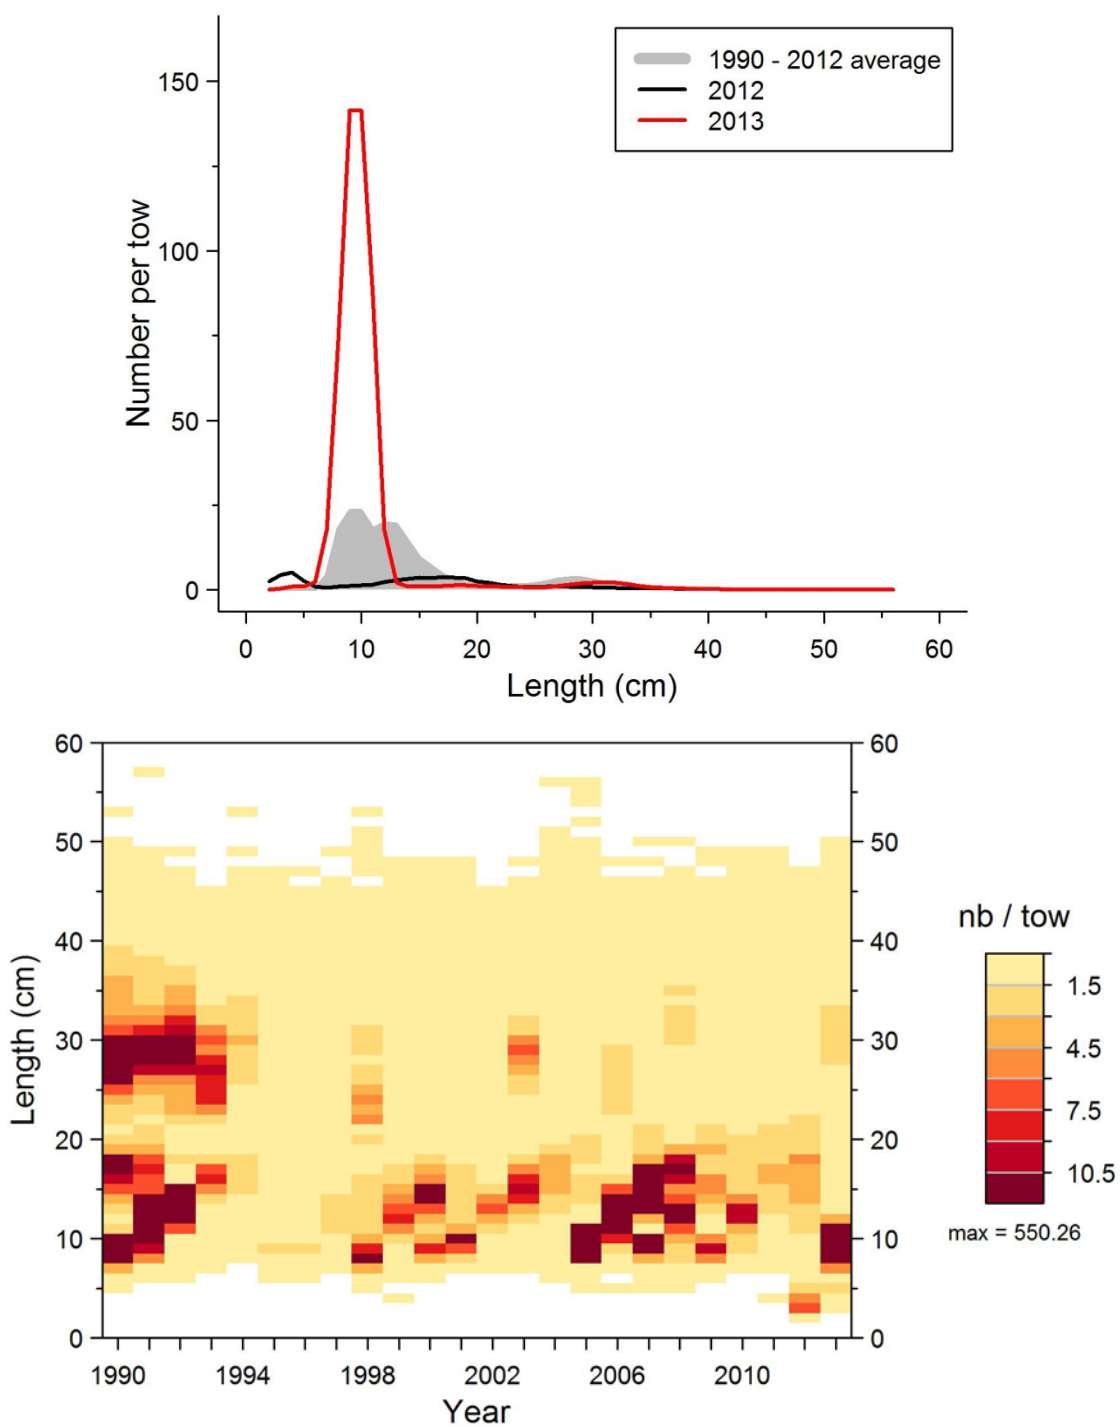 1990 - 2012 average
2012
2013
150
100
50
0
Number per tow
0 10 20 30 40 50 60
Length (cm)
60 60
50 50
40 40
30 30
20 20
10 10
0 0
Length (cm)
1990 1994 1998 2002 2006 2010
Year
nb / tow
1.5
4.5
7.5
10.5
max = 550.26